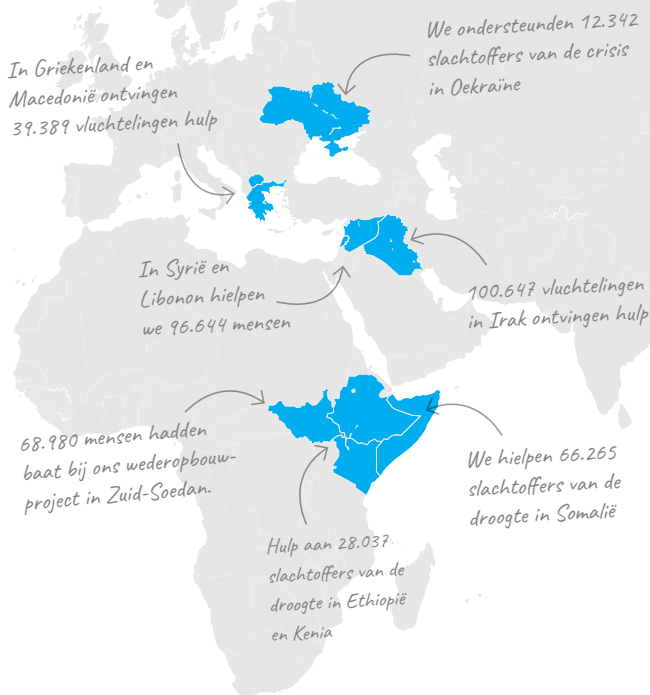 We ondersteunden 12.342
slachtoffers van de crisis
in Oekraïne
In Griekenland en
Macedonië ontvingen
39.389 vluchtelingen hulp
In Syrië en
Libonon hielpen
we 96.644 mensen
100.647 vluchtelingen
in Irak ontvingen hulp
68.980 mensen hadden
baat bij ons wederopbouw-
project in Zuid-Soedan.
We hielpen 66.265
slachtoffers van de
droogte in Somalië
Hulp aan 28.037
slachtoffers van de
droogte in Ethiopië
en Kenia